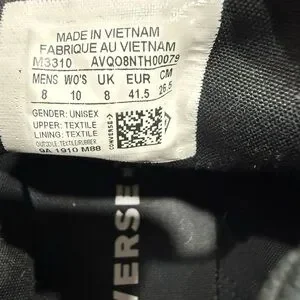 MADE IN VIETNAM
FABRIQUE AU VIETNAM
M3310 AVQO8NTH00079
MENS WO'S UK EUR CM
8 10 8 41.5 26.5
GENDER: UNISEX
UPPER: TEXTILE
LINING: TEXTILE
OUTSOLE: TEXTILE/RUBBER
9A 1910 M88
CONVERSE
VERSE